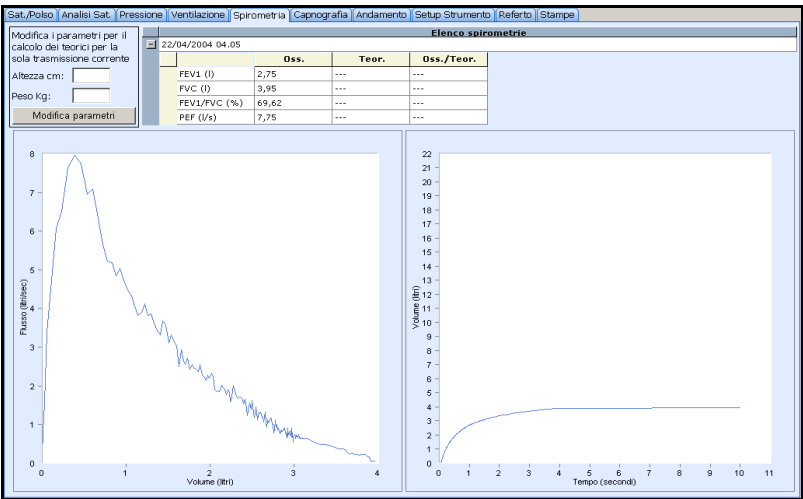 Sat./Polso Analisi Sat. Pressione Ventilazione Spirometria Capnografia Andamento Setup Strumento Referto Stampe
Modifica i parametri per il
calcolo dei teorici per la
sola trasmissione corrente
Altezza cm:
Peso Kg:
Modifica parametri
Elenco spirometrie
22/04/2004 04.05
Oss. Teor. Oss./Teor.
FEV1 (l) 2,75 --- ---
FVC (l) 3,95 --- ---
FEV1/FVC (%) 69,62 --- ---
PEF (l/s) 7,75 --- ---
8
7
6
5
4
3
2
1
0
Flusso (litri/sec)
0 1 2 3 4
Volume (litri)
22
21
20
19
18
17
16
15
14
13
12
11
10
9
8
7
6
5
4
3
2
1
0
Volume (litri)
0 1 2 3 4 5 6 7 8 9 10 11
Tempo (secondi)